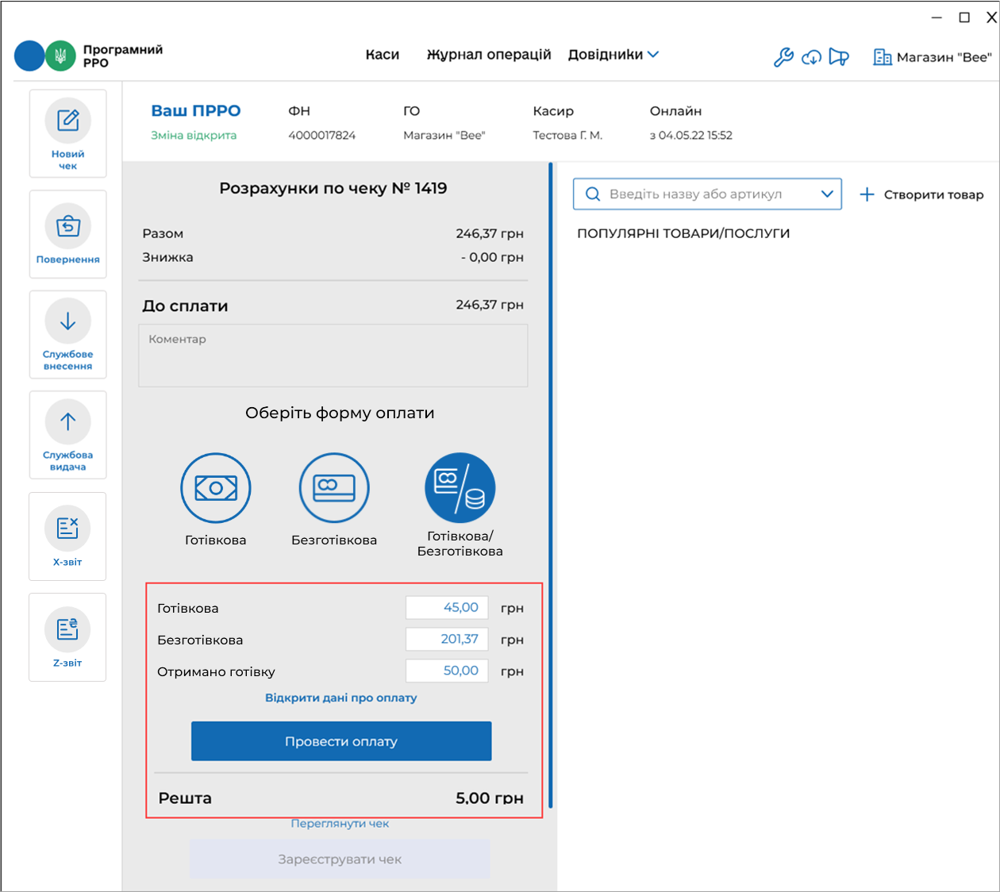 Програмний
РРО
Каси
Журнал операцій
Довідники
Магазин "Bee"
Ваш ПРРО
ФН
ГО
Касир
Онлайн
Зміна відкрита
4000017824
Магазин "Bee"
Тестова Г. М.
з 04.05.22 15:52
Новий
чек
Повернення
Службове
внесення
Службова
видача
X-звіт
Z-звіт
Розрахунки по чеку № 1419
Разом
246,37 грн
Знижка
- 0,00 грн
До сплати
246,37 грн
Коментар
Оберіть форму оплати
Готівкова
Безготівкова
Готівкова/
Безготівкова
Готівкова
45,00
грн
Безготівкова
201,37
грн
Отримано готівку
50,00
грн
Відкрити дані про оплату
Провести оплату
Решта
5,00 грн
Переглянути чек
Зареєструвати чек
Введіть назву або артикул
Створити товар
ПОПУЛЯРНІ ТОВАРИ/ПОСЛУГИ